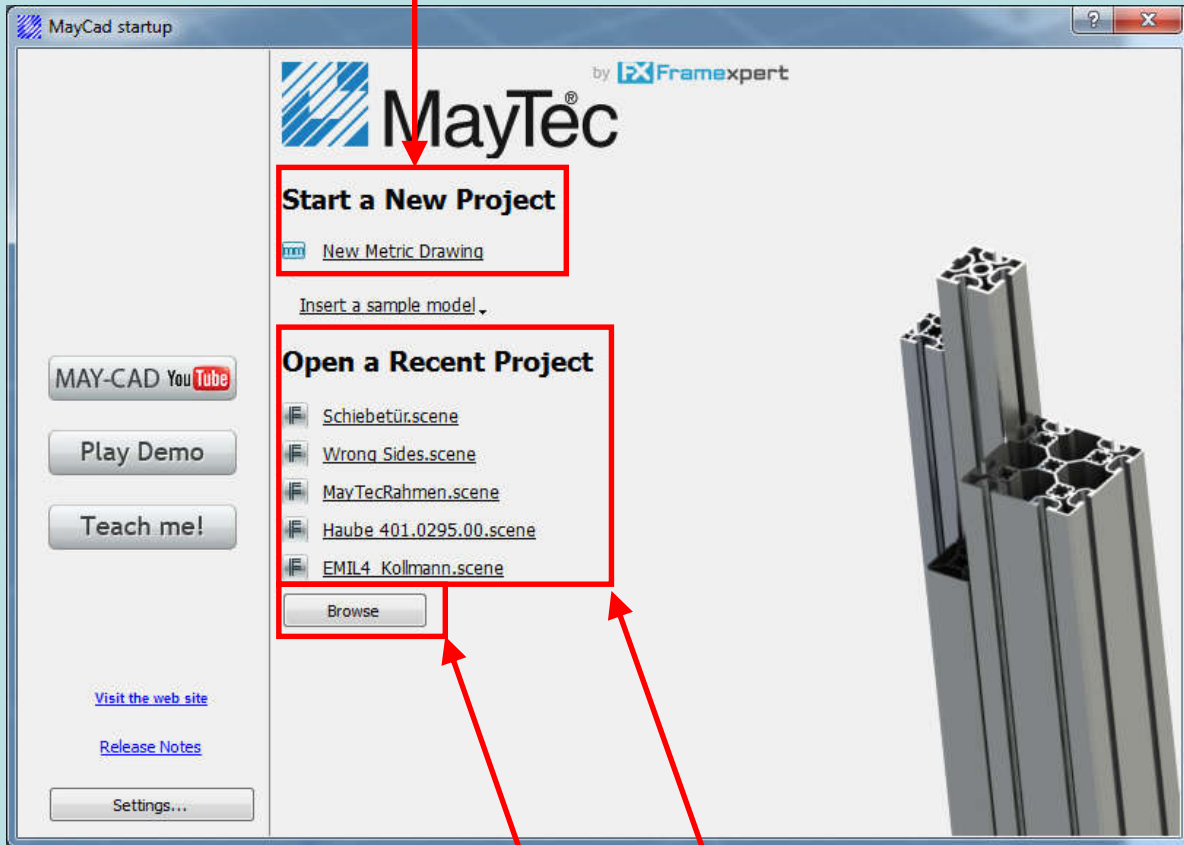 MayCad startup
by FX Framexpert
MayTec®
Start a New Project
mm New Metric Drawing
Insert a sample model
Open a Recent Project
Schiebetür.scene
Wrong Sides.scene
MayTecRahmen.scene
Haube 401.0295.00.scene
EMIL4 Kollmann.scene
Browse
MAY-CAD YouTube
Play Demo
Teach me!
Visit the web site
Release Notes
Settings...